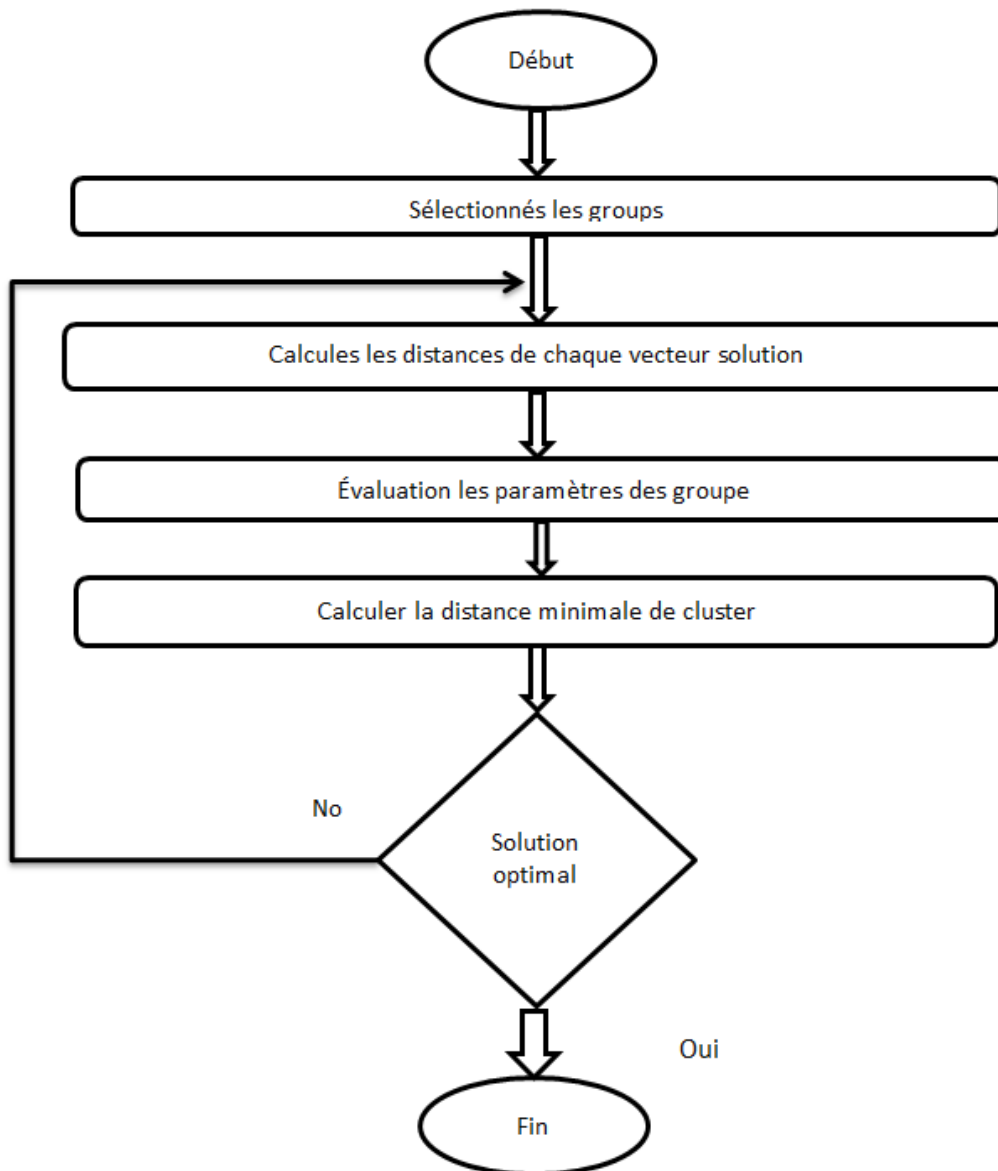 Début
Sélectionnés les groups
Calcules les distances de chaque vecteur solution
Évaluation les paramètres des groupe
Calculer la distance minimale de cluster
No
Solution
optimal
Oui
Fin